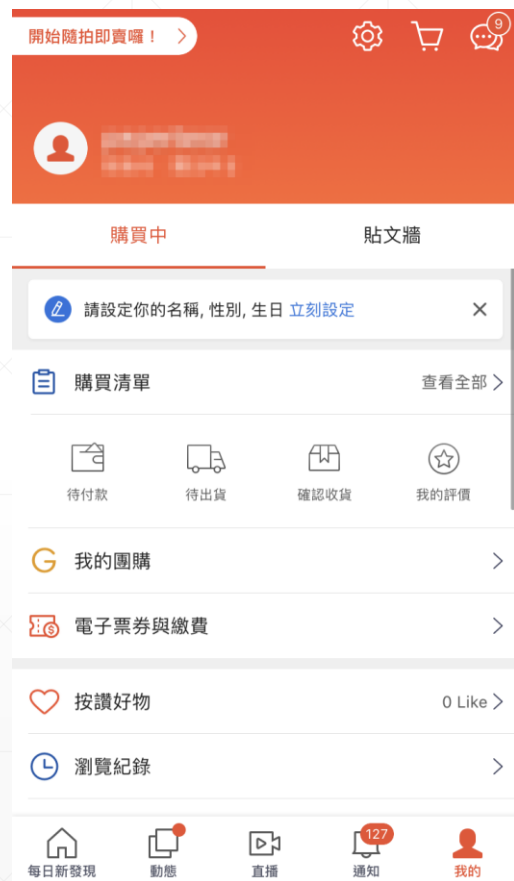 開始隨拍即賣囉！
9
購買中
貼文牆
請設定你的名稱, 性別, 生日 立刻設定
購買清單
查看全部
待付款
待出貨
確認收貨
我的評價
我的團購
電子票券與繳費
按讚好物
0 Like
瀏覽紀錄
127
每日新發現
動態
直播
通知
我的